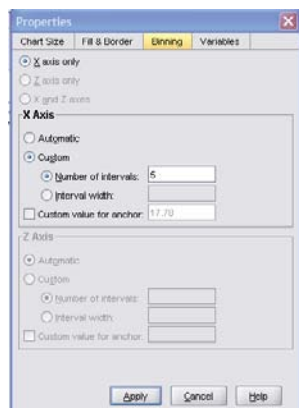 Properties
Chart Size Fill & Border Binning Variables
X axis only
Z axis only
X and Z axes
X Axis
Automatic
Custom
Number of intervals: 5
Interval width:
Custom value for anchor: 17.70
Z Axis
Automatic
Custom
Number of intervals:
Interval width:
Custom value for anchor:
Apply Cancel Help